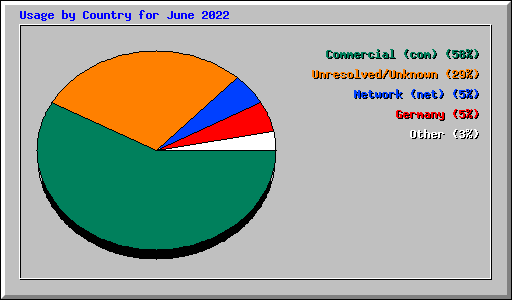 Usage by Country for June 2022
Commercial (com) (58%)
Unresolved/Unknown (29%)
Network (net) (5%)
Germany (5%)
Other (3%)